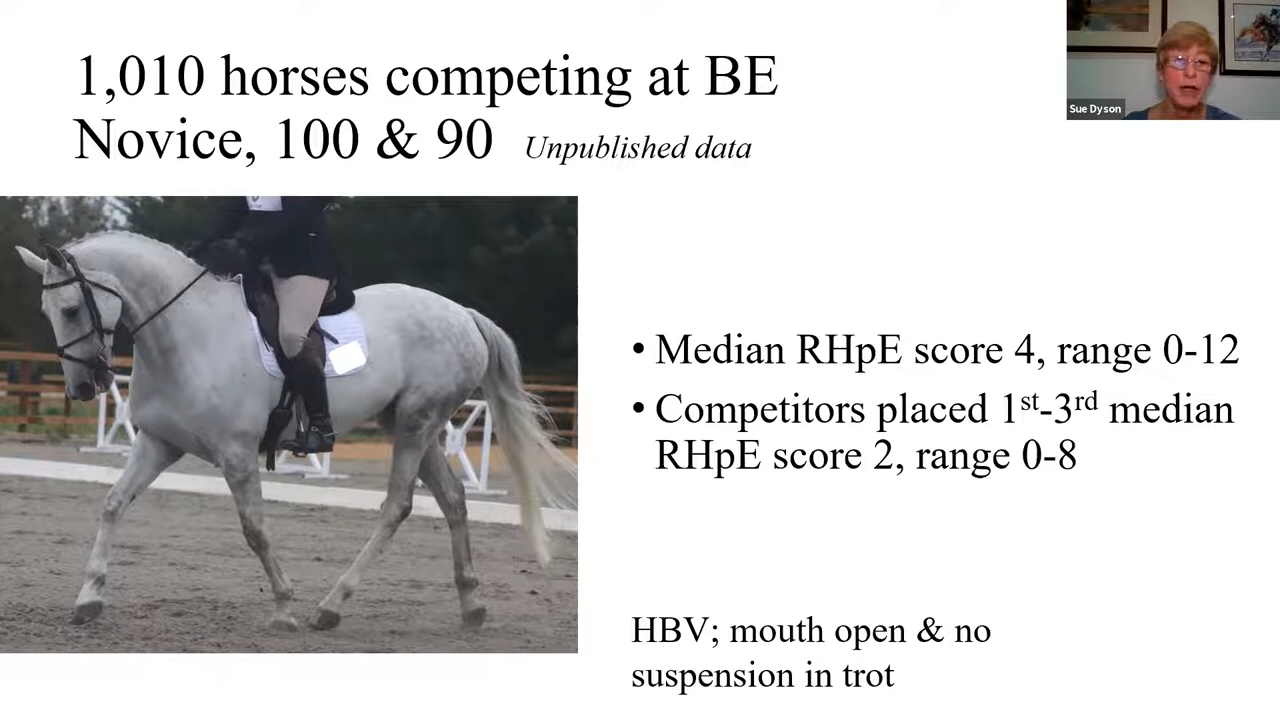 1,010 horses competing at BE
Novice, 100 & 90 Unpublished data
Sue Dyson
• Median RHpE score 4, range 0-12
• Competitors placed 1st-3rd median
RHpE score 2, range 0-8
HBV; mouth open & no
suspension in trot